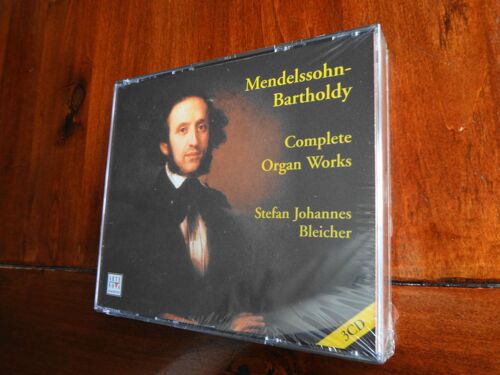 Mendelssohn-
Bartholdy
Complete
Organ Works
Stefan Johannes
Bleicher
3CD